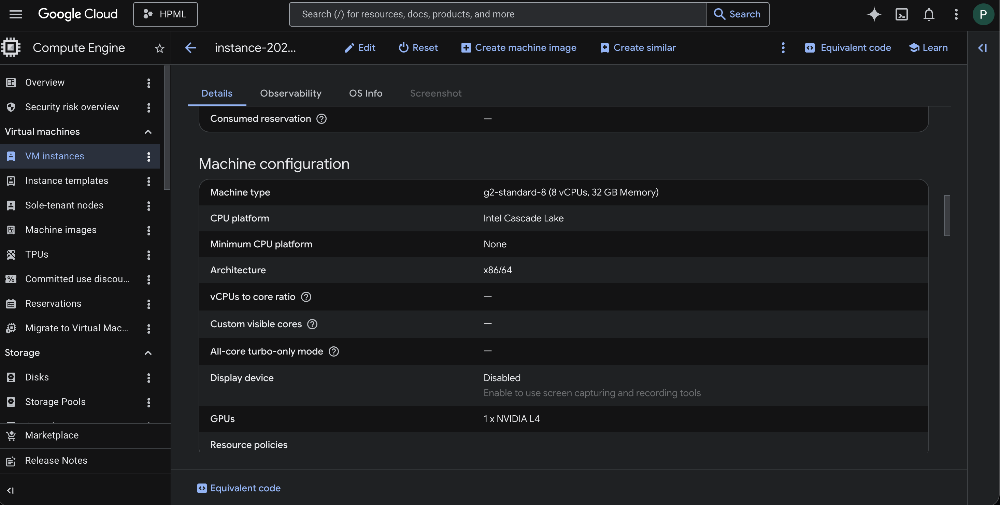 Google Cloud
HPML
Search (/) for resources, docs, products, and more
Search
P
Compute Engine
instance-202...
Edit
Reset
Create machine image
Create similar
Equivalent code
Learn
Overview
Security risk overview
Virtual machines
VM instances
Instance templates
Sole-tenant nodes
Machine images
TPUs
Committed use discou...
Reservations
Migrate to Virtual Mac...
Storage
Disks
Storage Pools
Marketplace
Release Notes
Details
Observability
OS Info
Screenshot
Consumed reservation —
Machine configuration
Machine type g2-standard-8 (8 vCPUs, 32 GB Memory)
CPU platform Intel Cascade Lake
Minimum CPU platform None
Architecture x86/64
vCPUs to core ratio —
Custom visible cores —
All-core turbo-only mode —
Display device Disabled
Enable to use screen capturing and recording tools
GPUs 1 x NVIDIA L4
Resource policies
Equivalent code